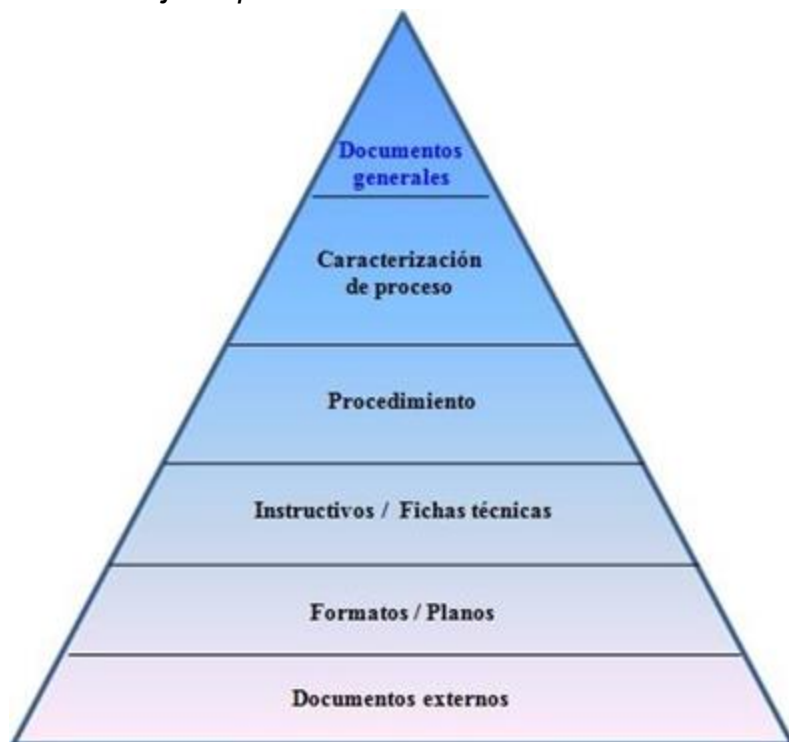 Documentos
generales
Caracterización
de proceso
Procedimiento
Instructivos / Fichas técnicas
Formatos / Planos
Documentos externos